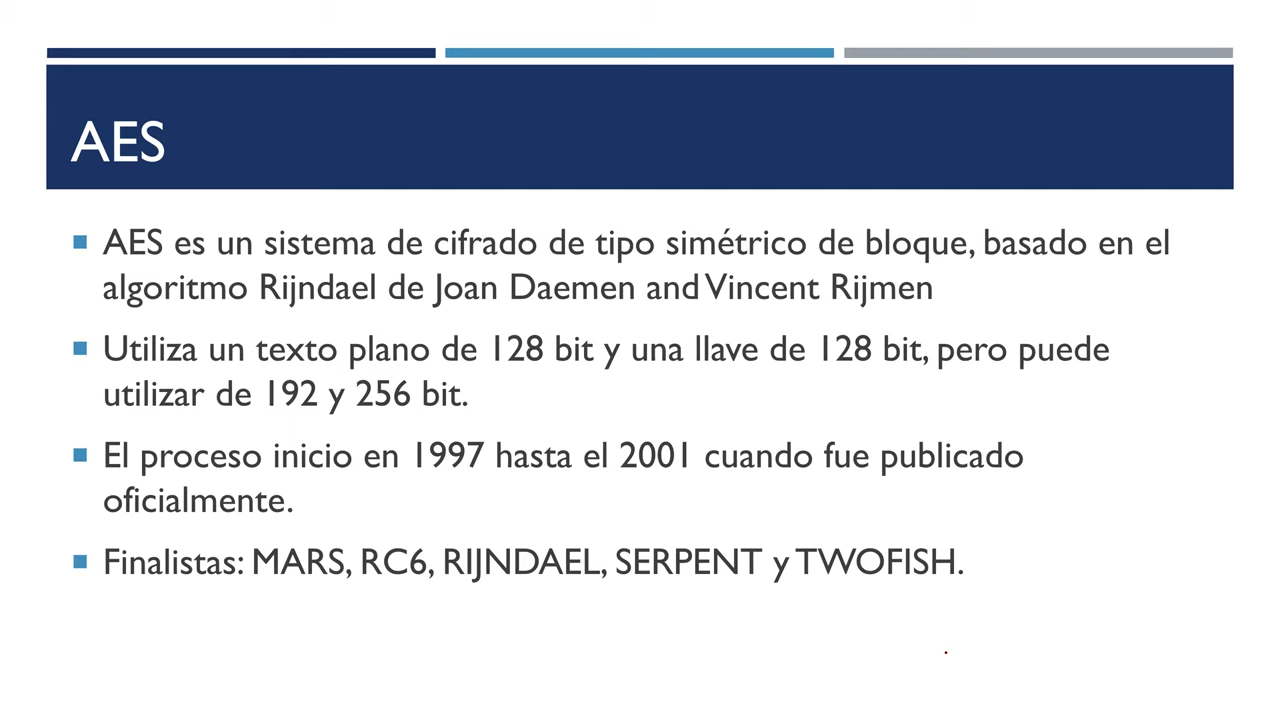 AES
AES es un sistema de cifrado de tipo simétrico de bloque, basado en el
algoritmo Rijndael de Joan Daemen and Vincent Rijmen
Utiliza un texto plano de 128 bit y una llave de 128 bit, pero puede
utilizar de 192 y 256 bit.
El proceso inicio en 1997 hasta el 2001 cuando fue publicado
oficialmente.
Finalistas: MARS, RC6, RIJNDAEL, SERPENT y TWOFISH.